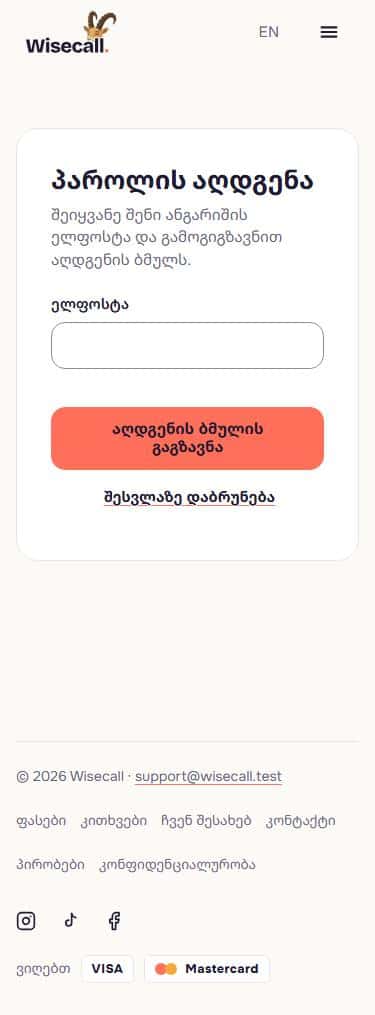 Wisecall.
EN
პაროლის აღდგენა
შეიყვანე შენი ანგარიშის
ელფოსტა და გამოგიგზავნით
აღდგენის ბმულს.
ელფოსტა
აღდგენის ბმულის
გაგზავნა
შესვლაზე დაბრუნება
© 2026 Wisecall · support@wisecall.test
ფასები კითხვები ჩვენ შესახებ კონტაქტი
პირობები კონფიდენციალურობა
ვიღებთ VISA Mastercard